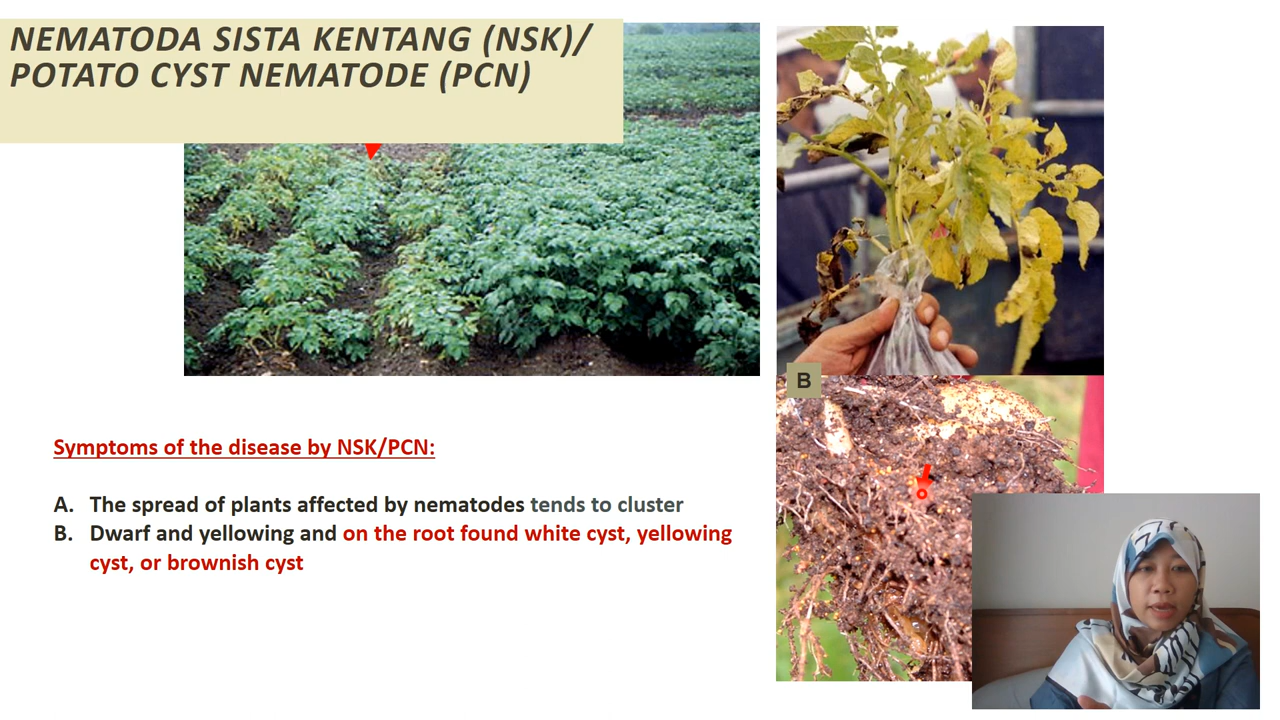 NEMATODA SISTA KENTANG (NSK)/
POTATO CYST NEMATODE (PCN)
B
Symptoms of the disease by NSK/PCN:
A. The spread of plants affected by nematodes tends to cluster
B. Dwarf and yellowing and on the root found white cyst, yellowing
cyst, or brownish cyst